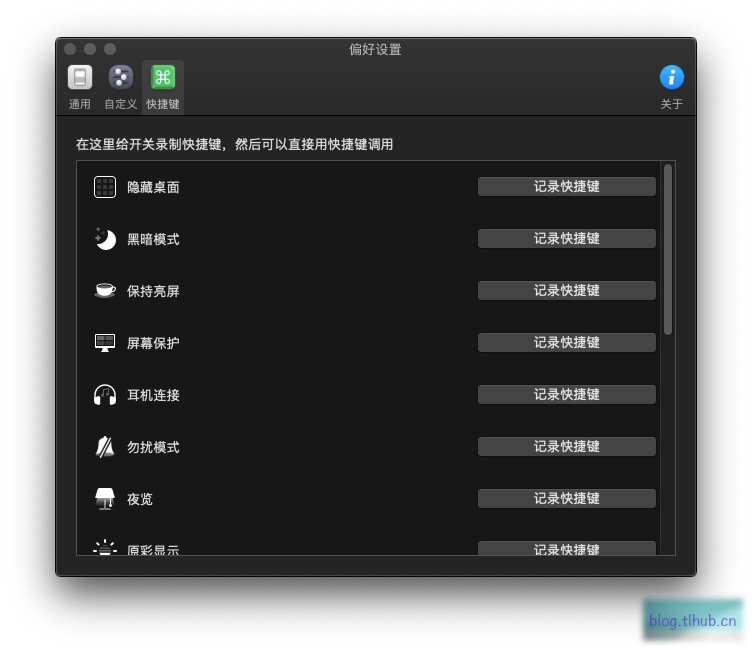 偏好设置
通用
自定义
快捷键
关于
在这里给开关录制快捷键，然后可以直接用快捷键调用
隐藏桌面 记录快捷键
黑暗模式 记录快捷键
保持亮屏 记录快捷键
屏幕保护 记录快捷键
耳机连接 记录快捷键
勿扰模式 记录快捷键
夜览 记录快捷键
原彩显示 记录快捷键
blog.tlhub.cn